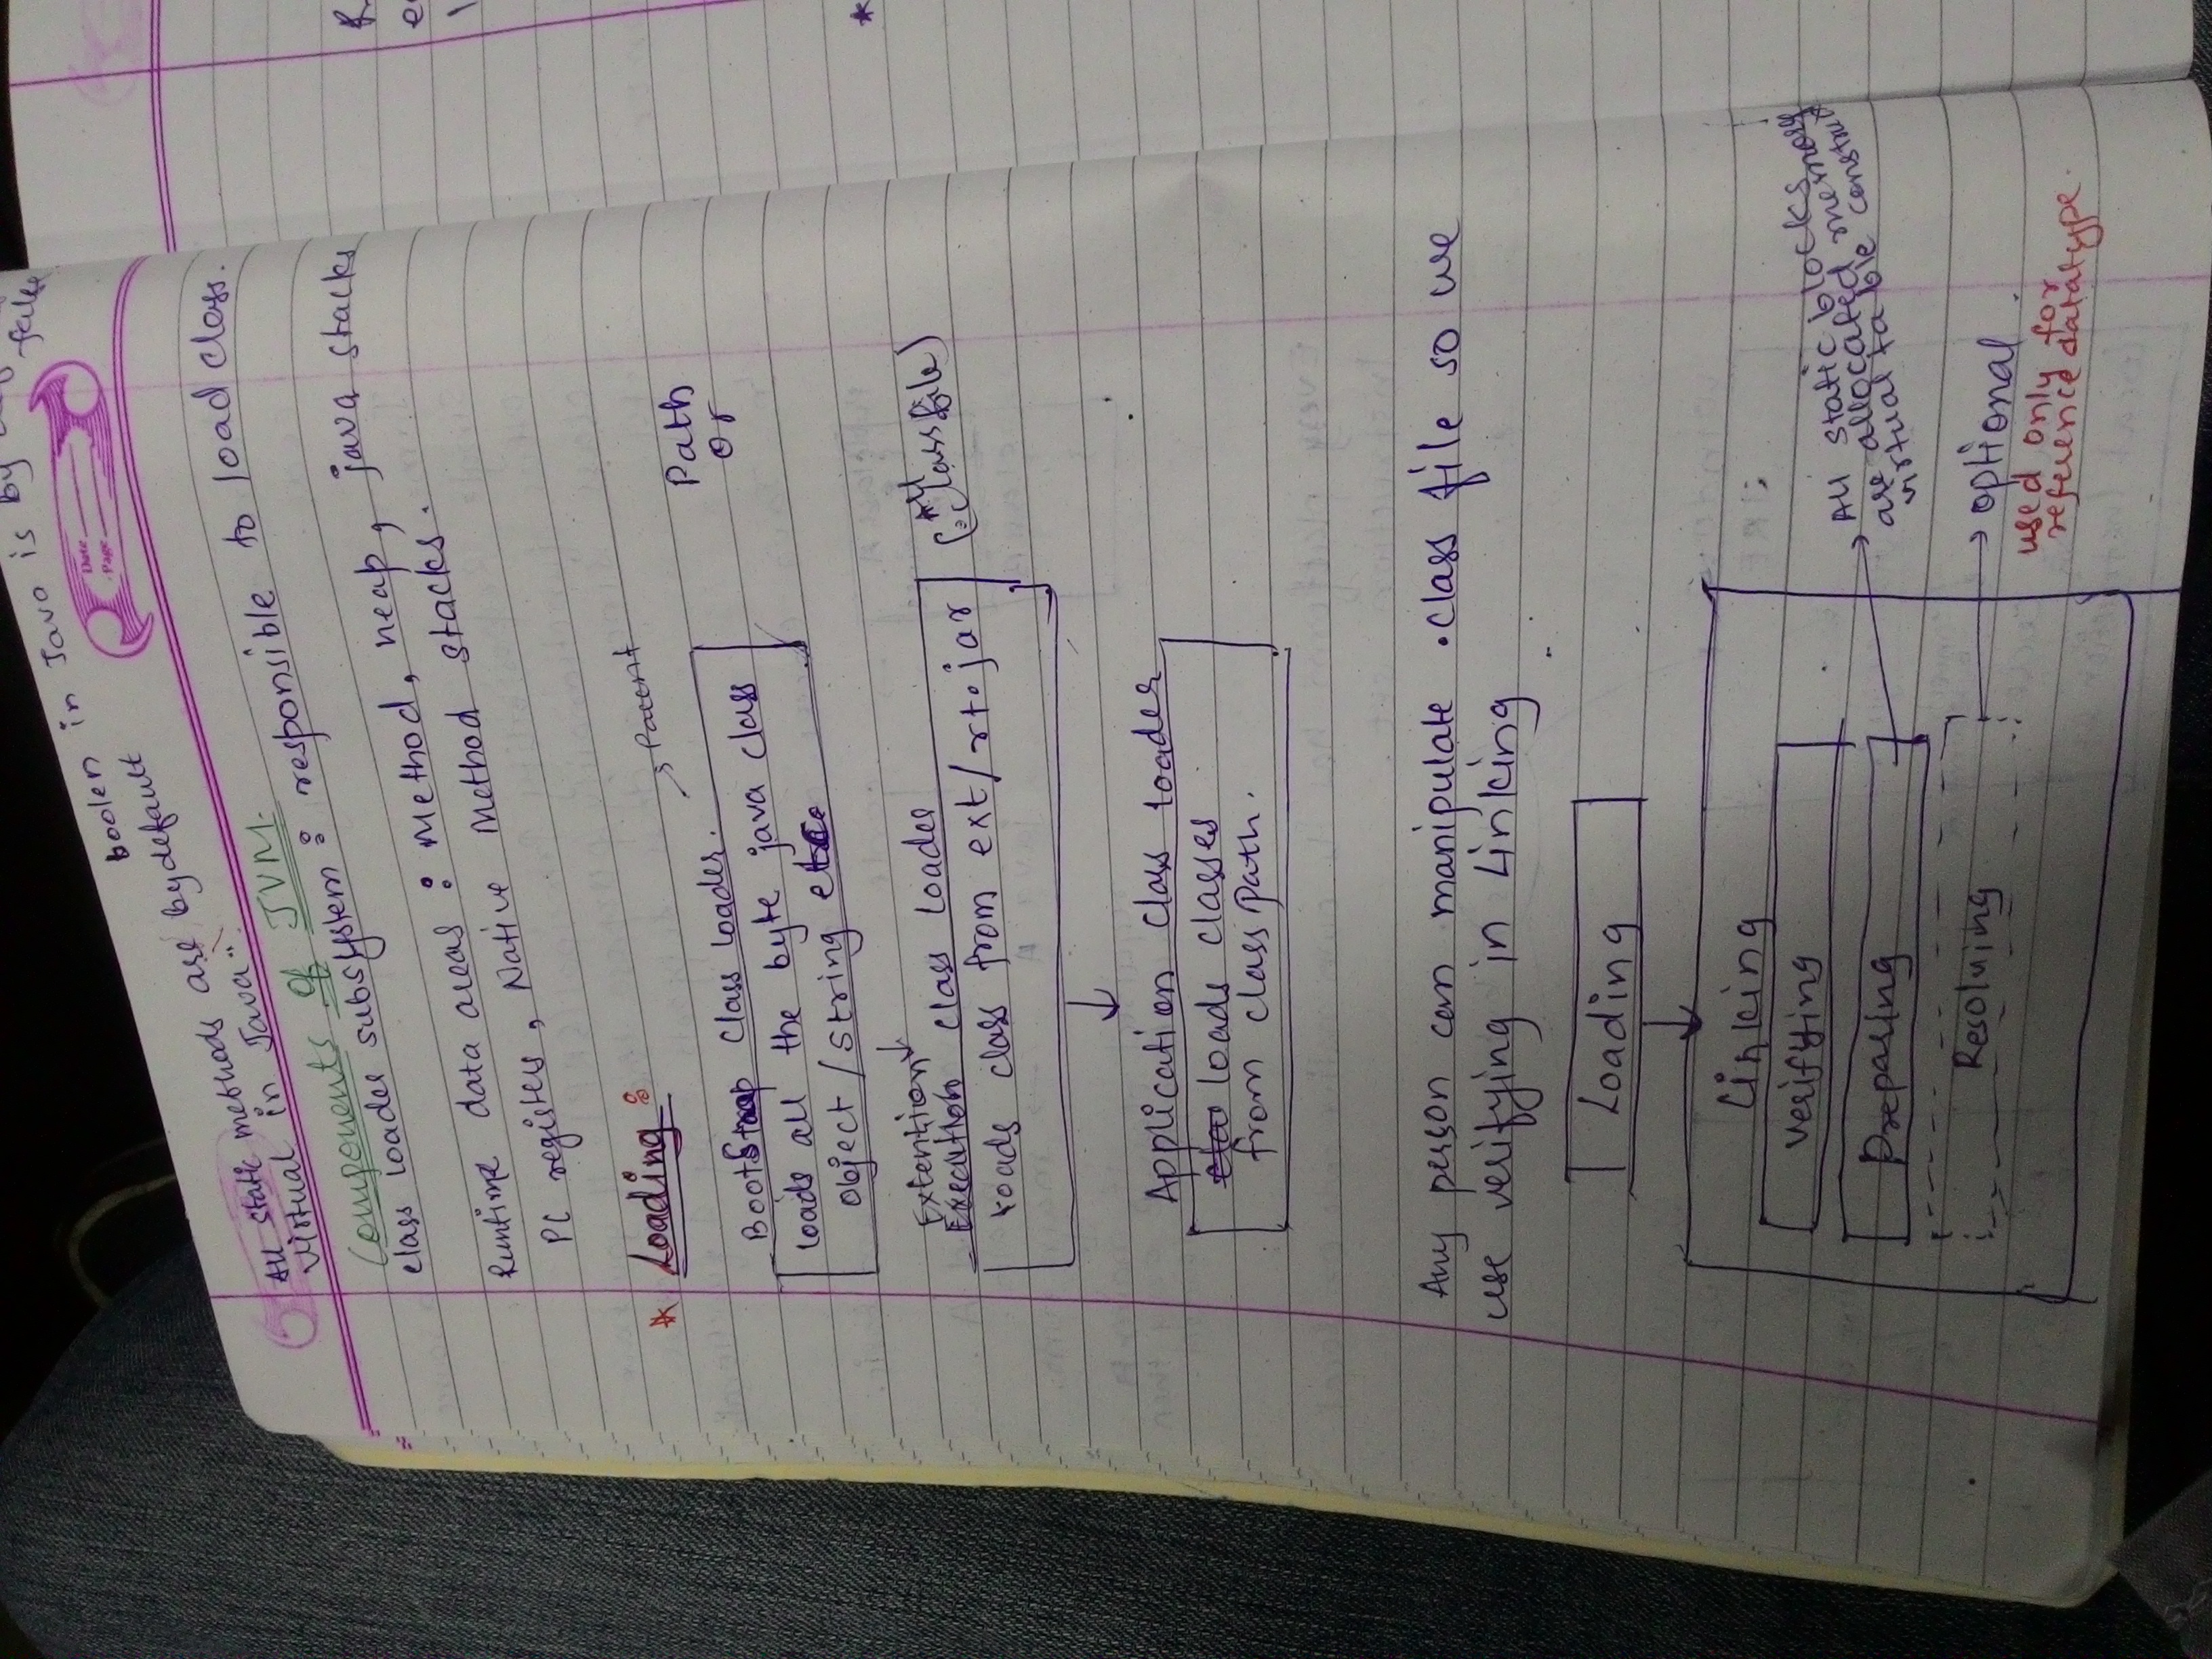 boolen in Java is by
false
Date
Page
All static methods are bydefault
virtual in Java
Components of JVM.
class loader subsystem : responsible to load class.
Runtime data areas : Method, heap, java stacks
PC registers, Native Method stacks.
* Loading :
→ Parent
Bootstrap class loader.
loads all the byte java class
object / string etc.
Path
or
Extention
Execution class loader
loads class from ext/rt.jar
(All
.classfile)
Application class loader
clas loads classes
from class path.
Any person can manipulate .class file so we
use verifying in Linking
Loading
Linking
verifying
Preparing
→ All static blocks
are allocated memory
virtual table construct
Resolving
→ optional.
used only for
reference datatype.